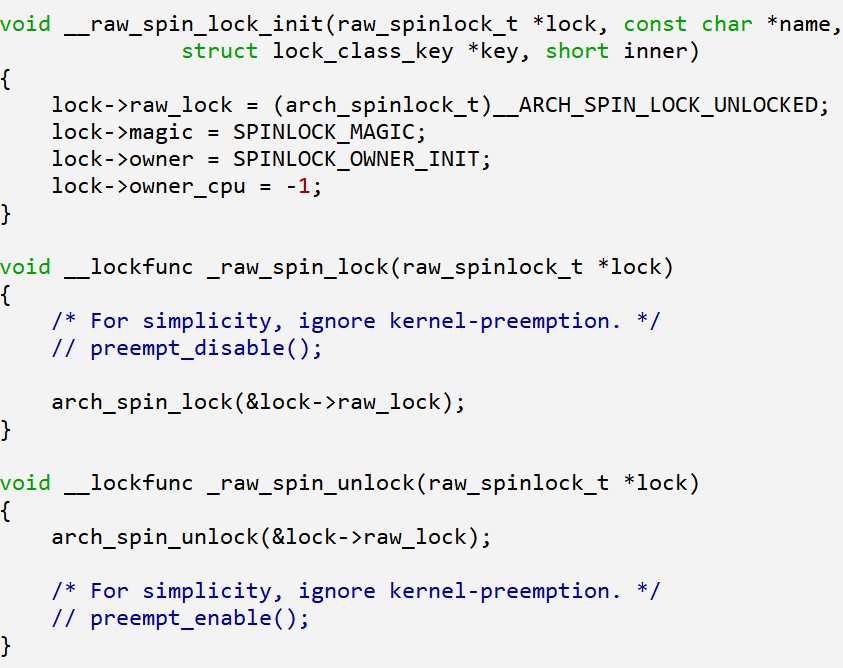 void __raw_spin_lock_init(raw_spinlock_t *lock, const char *name,
              struct lock_class_key *key, short inner)
{
    lock->raw_lock = (arch_spinlock_t)__ARCH_SPIN_LOCK_UNLOCKED;
    lock->magic = SPINLOCK_MAGIC;
    lock->owner = SPINLOCK_OWNER_INIT;
    lock->owner_cpu = -1;
}

void __lockfunc _raw_spin_lock(raw_spinlock_t *lock)
{
    /* For simplicity, ignore kernel-preemption. */
    // preempt_disable();

    arch_spin_lock(&lock->raw_lock);
}

void __lockfunc _raw_spin_unlock(raw_spinlock_t *lock)
{
    arch_spin_unlock(&lock->raw_lock);

    /* For simplicity, ignore kernel-preemption. */
    // preempt_enable();
}